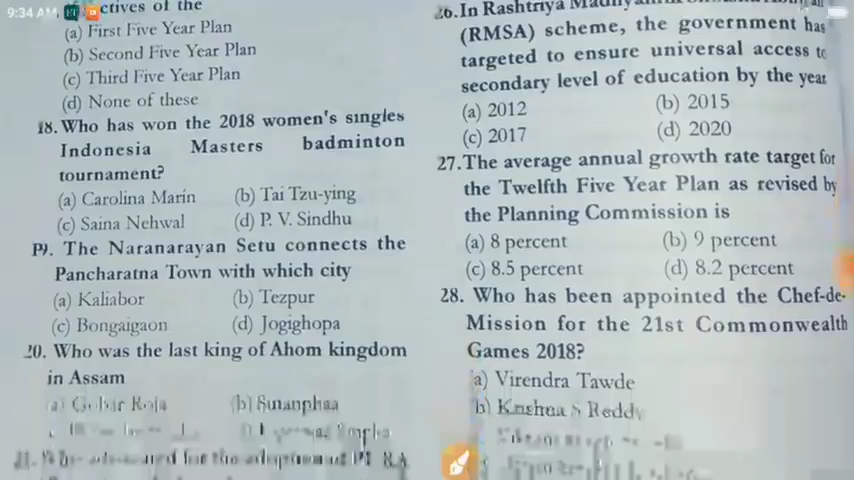 9:34 AM
ctives of the
(a) First Five Year Plan
(b) Second Five Year Plan
(c) Third Five Year Plan
(d) None of these
18. Who has won the 2018 women's singles
Indonesia Masters badminton
tournament?
(a) Carolina Marin (b) Tai Tzu-ying
(c) Saina Nehwal (d) P. V. Sindhu
19. The Naranarayan Setu connects the
Pancharatna Town with which city
(a) Kaliabor (b) Tezpur
(c) Bongaigaon (d) Jogighopa
20. Who was the last king of Ahom kingdom
in Assam
(b) Sunanphaa
for the
26. In Rashtriya
(RMSA) scheme, the government has
targeted to ensure universal access to
secondary level of education by the year
(a) 2012 (b) 2015
(c) 2017 (d) 2020
27. The average annual growth rate target for
the Twelfth Five Year Plan as revised by
the Planning Commission is
(a) 8 percent (b) 9 percent
(c) 8.5 percent (d) 8.2 percent
28. Who has been appointed the Chef-de-
Mission for the 21st Commonwealth
Games 2018?
a) Virendra Tawde
b) Krishna S Reddy